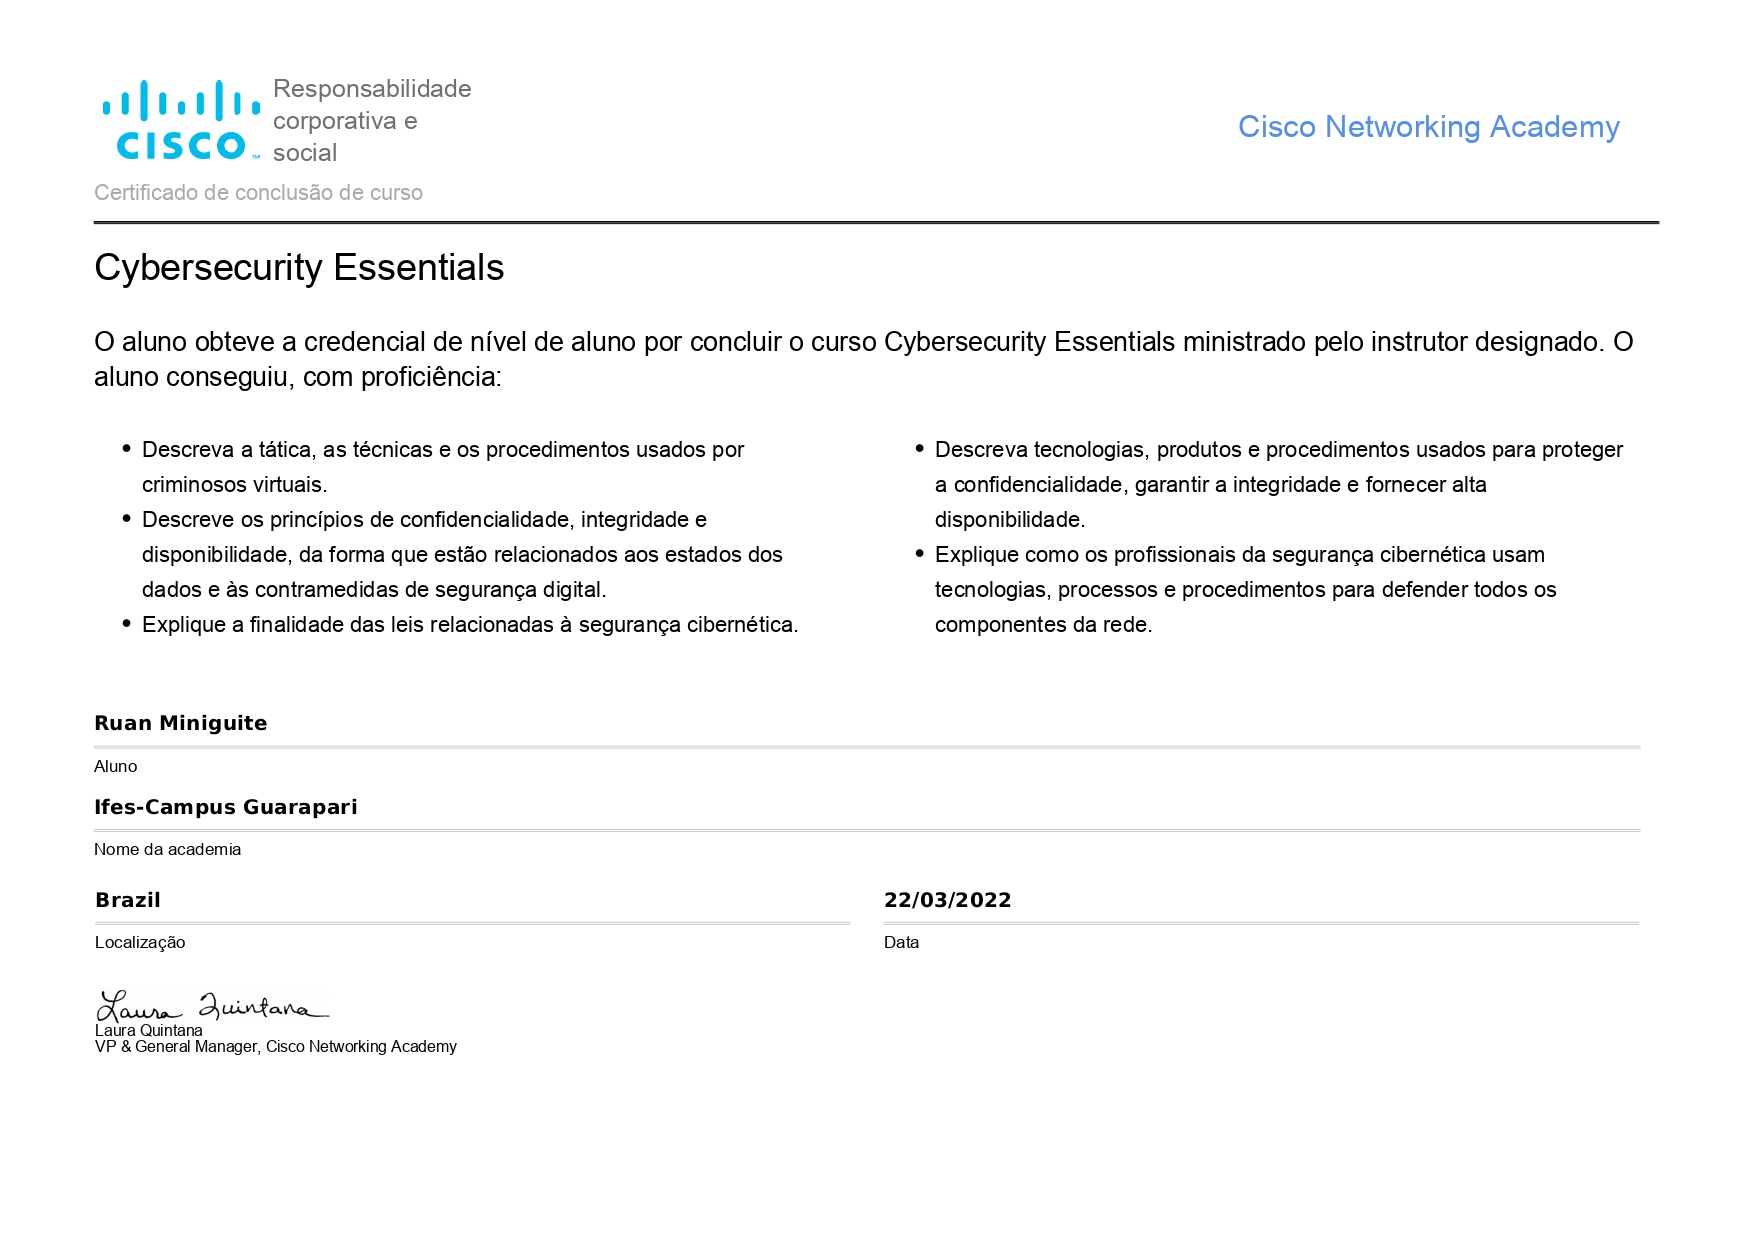 CISCO™
Responsabilidade
corporativa e
social
Cisco Networking Academy
Certificado de conclusão de curso
Cybersecurity Essentials
O aluno obteve a credencial de nível de aluno por concluir o curso Cybersecurity Essentials ministrado pelo instrutor designado. O
aluno conseguiu, com proficiência:
• Descreva a tática, as técnicas e os procedimentos usados por
criminosos virtuais.
• Descreve os princípios de confidencialidade, integridade e
disponibilidade, da forma que estão relacionados aos estados dos
dados e às contramedidas de segurança digital.
• Explique a finalidade das leis relacionadas à segurança cibernética.
• Descreva tecnologias, produtos e procedimentos usados para proteger
a confidencialidade, garantir a integridade e fornecer alta
disponibilidade.
• Explique como os profissionais da segurança cibernética usam
tecnologias, processos e procedimentos para defender todos os
componentes da rede.
Ruan Miniguite
Aluno
Ifes-Campus Guarapari
Nome da academia
Brazil
Localização
22/03/2022
Data
Laura Quintana
Laura Quintana
VP & General Manager, Cisco Networking Academy